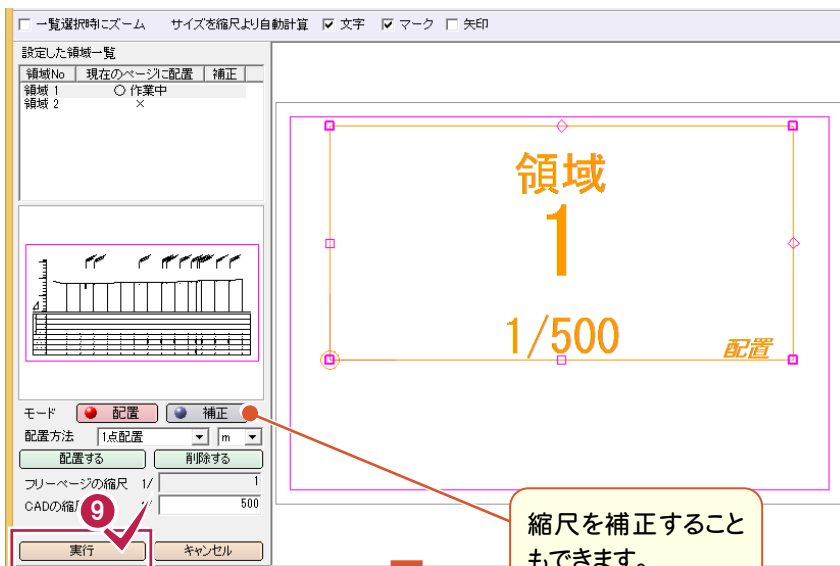 一覧選択時にズーム サイズを縮尺より自動計算 文字 マーク 矢印
設定した領域一覧
領域No 現在のページに配置 補正
領域 1 ○ 作業中
領域 2 ×
領域
1
1/500
配置
モード 配置 補正
配置方法 1点配置 m
配置する 削除する
フリーページの縮尺 1/ 1
CADの縮 500
9
実行 キャンセル
縮尺を補正すること
もできます。